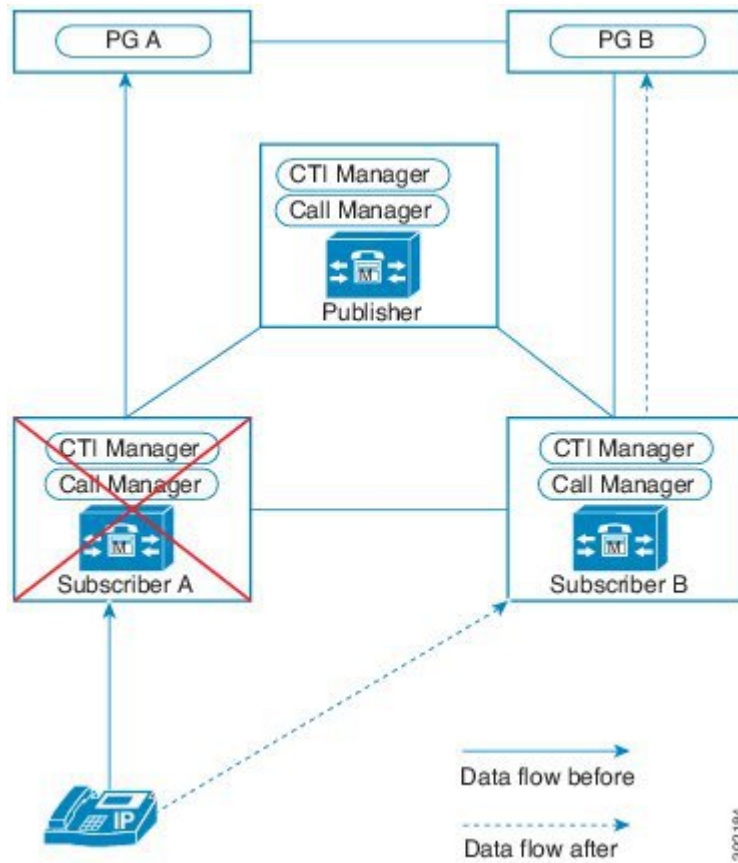 PG A
PG B
CTI Manager
Call Manager
M
Publisher
CTI Manager
Call Manager
M
Subscriber A
CTI Manager
Call Manager
M
Subscriber B
IP
Data flow before
Data flow after